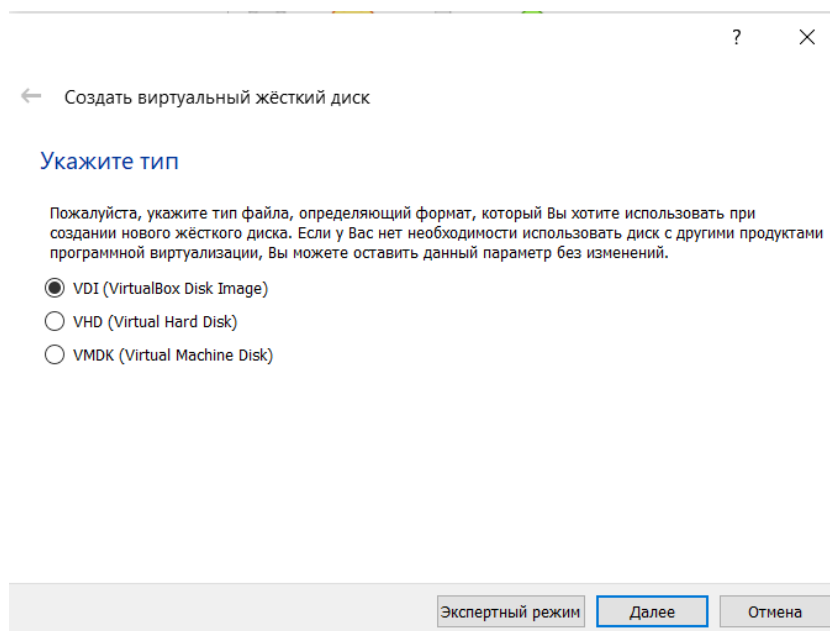 ?
Создать виртуальный жёсткий диск
Укажите тип
Пожалуйста, укажите тип файла, определяющий формат, который Вы хотите использовать при
создании нового жёсткого диска. Если у Вас нет необходимости использовать диск с другими продуктами
программной виртуализации, Вы можете оставить данный параметр без изменений.
VDI (VirtualBox Disk Image)
VHD (Virtual Hard Disk)
VMDK (Virtual Machine Disk)
Экспертный режим Далее Отмена